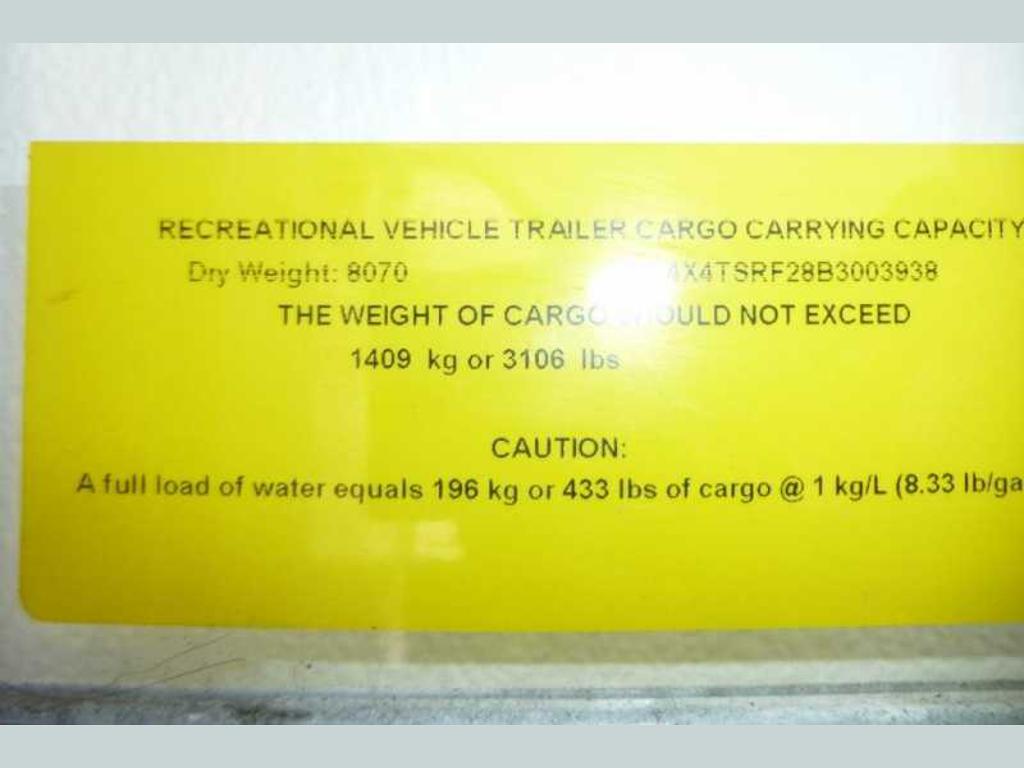 RECREATIONAL VEHICLE TRAILER CARGO CARRYING CAPACITY
Dry Weight: 8070 4X4TSRF28B3003938
THE WEIGHT OF CARGO SHOULD NOT EXCEED
1409 kg or 3106 lbs
CAUTION:
A full load of water equals 196 kg or 433 lbs of cargo @ 1 kg/L (8.33 lb/ga